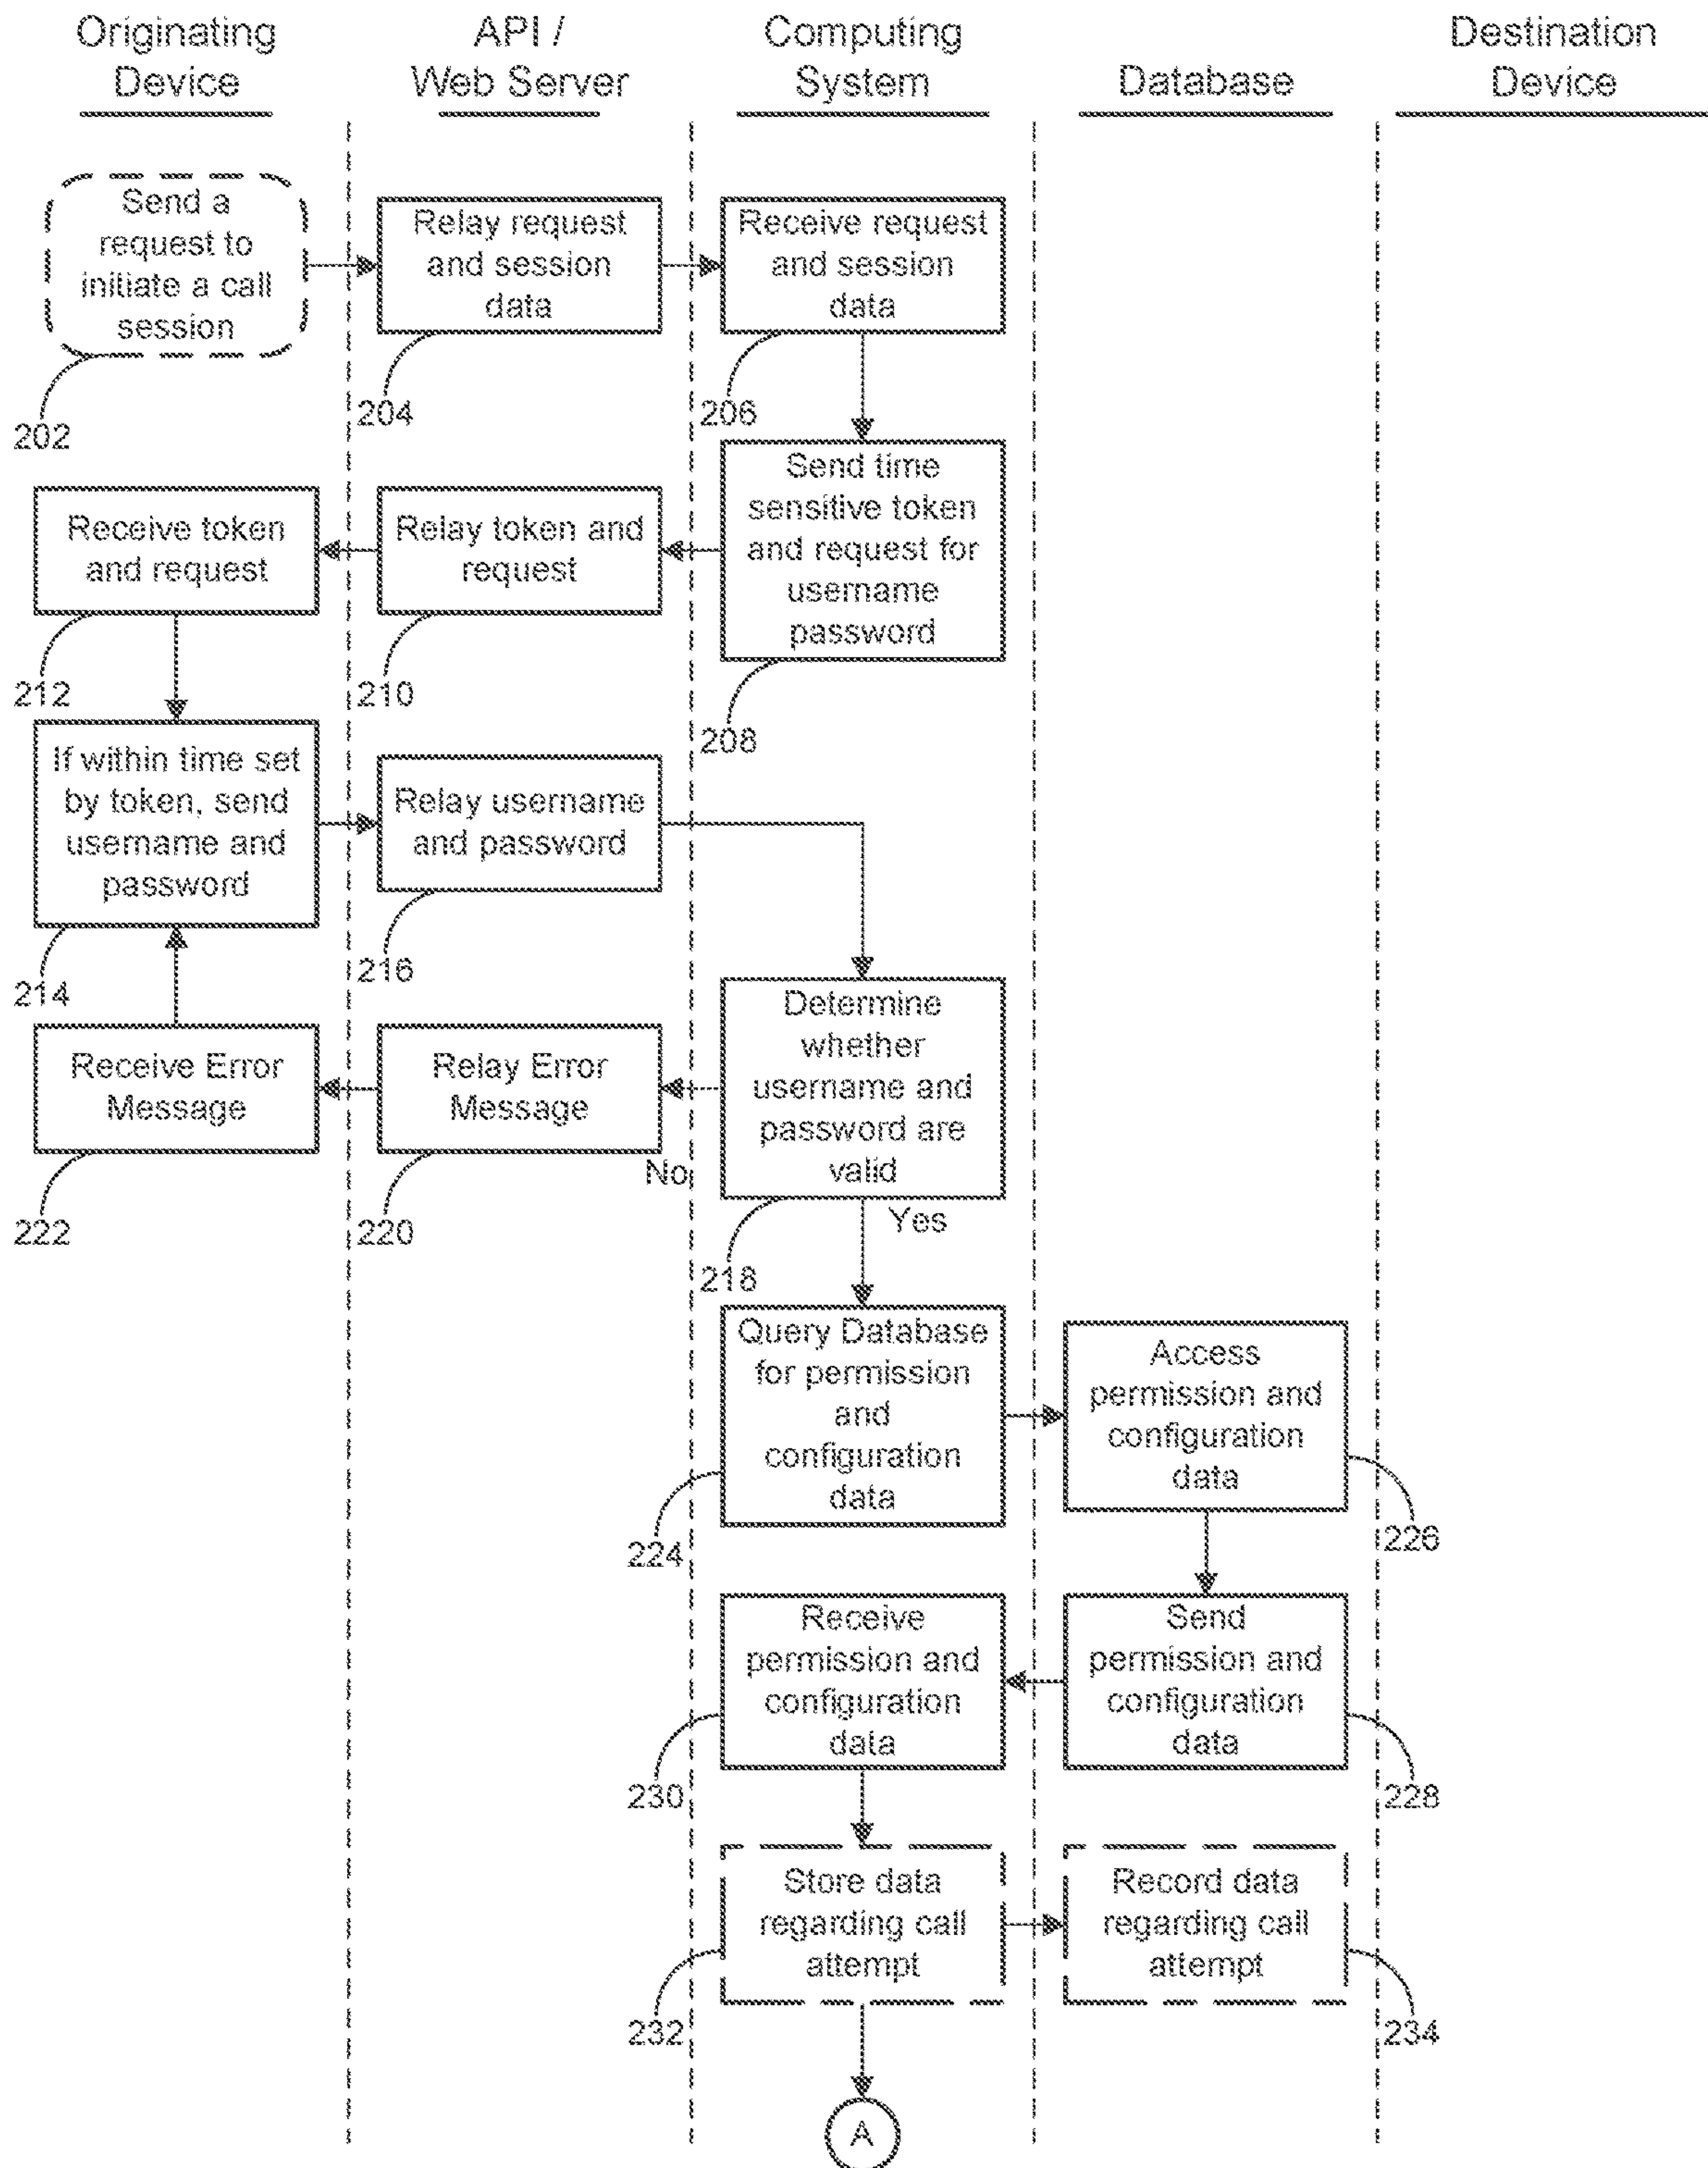 Originating
Device
API /
Web Server
Computing
System
Database
Destination
Device
Send a
request to
initiate a call
session
202
Relay request
and session
data
204
Receive request
and session
data
206
Send time
sensitive token
and request for
username
password
208
Relay token and
request
210
Receive token
and request
212
If within time set
by token, send
username and
password
214
Relay username
and password
216
Determine
whether
username and
password are
valid
218
No
Yes
Relay Error
Message
220
Receive Error
Message
222
Query Database
for permission
and
configuration
data
224
Access
permission and
configuration
data
226
Send
permission and
configuration
data
228
Receive
permission and
configuration
data
230
Store data
regarding call
attempt
232
Record data
regarding call
attempt
234
A